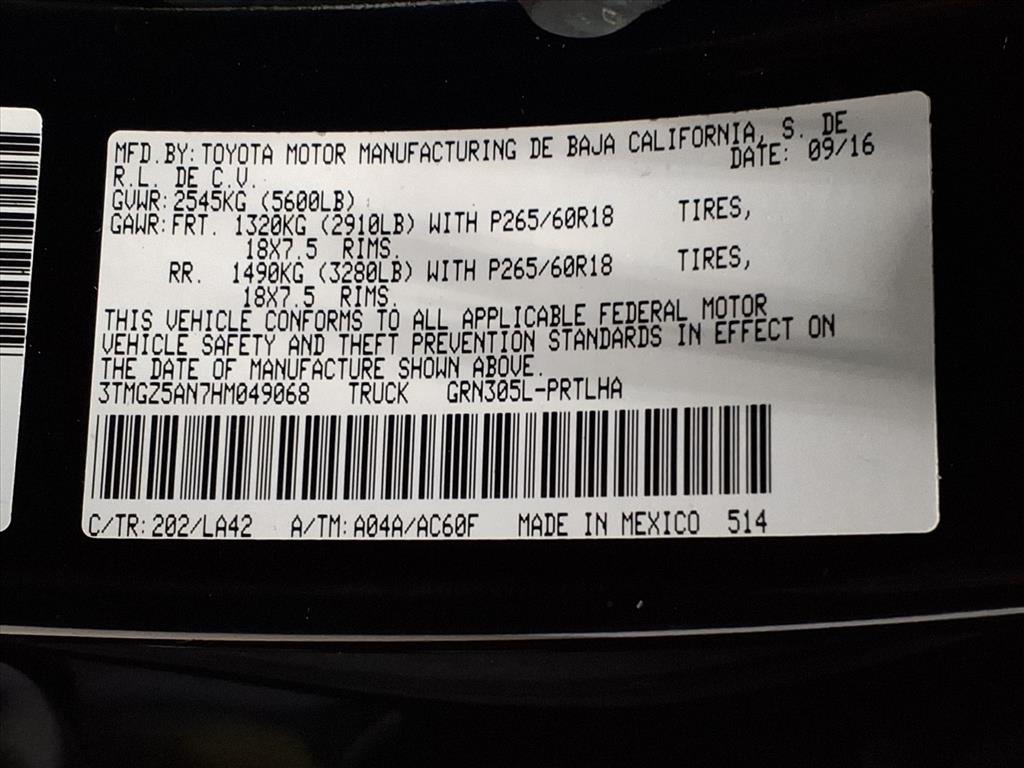 MFD.BY: TOYOTA MOTOR MANUFACTURING DE BAJA CALIFORNIA, S. DE
R.L. DE C.V. DATE: 09/16
GVWR: 2545KG (5600LB)
GAWR: FRT. 1320KG (2910LB) WITH P265/60R18 TIRES,
18X7.5 RIMS.
RR. 1490KG (3280LB) WITH P265/60R18 TIRES,
18X7.5 RIMS.
THIS VEHICLE CONFORMS TO ALL APPLICABLE FEDERAL MOTOR
VEHICLE SAFETY AND THEFT PREVENTION STANDARDS IN EFFECT ON
THE DATE OF MANUFACTURE SHOWN ABOVE.
3TMGZ5AN7HM049068 TRUCK GRN305L-PRTLHA
C/TR: 202/LA42 A/TM: A04A/AC60F MADE IN MEXICO 514